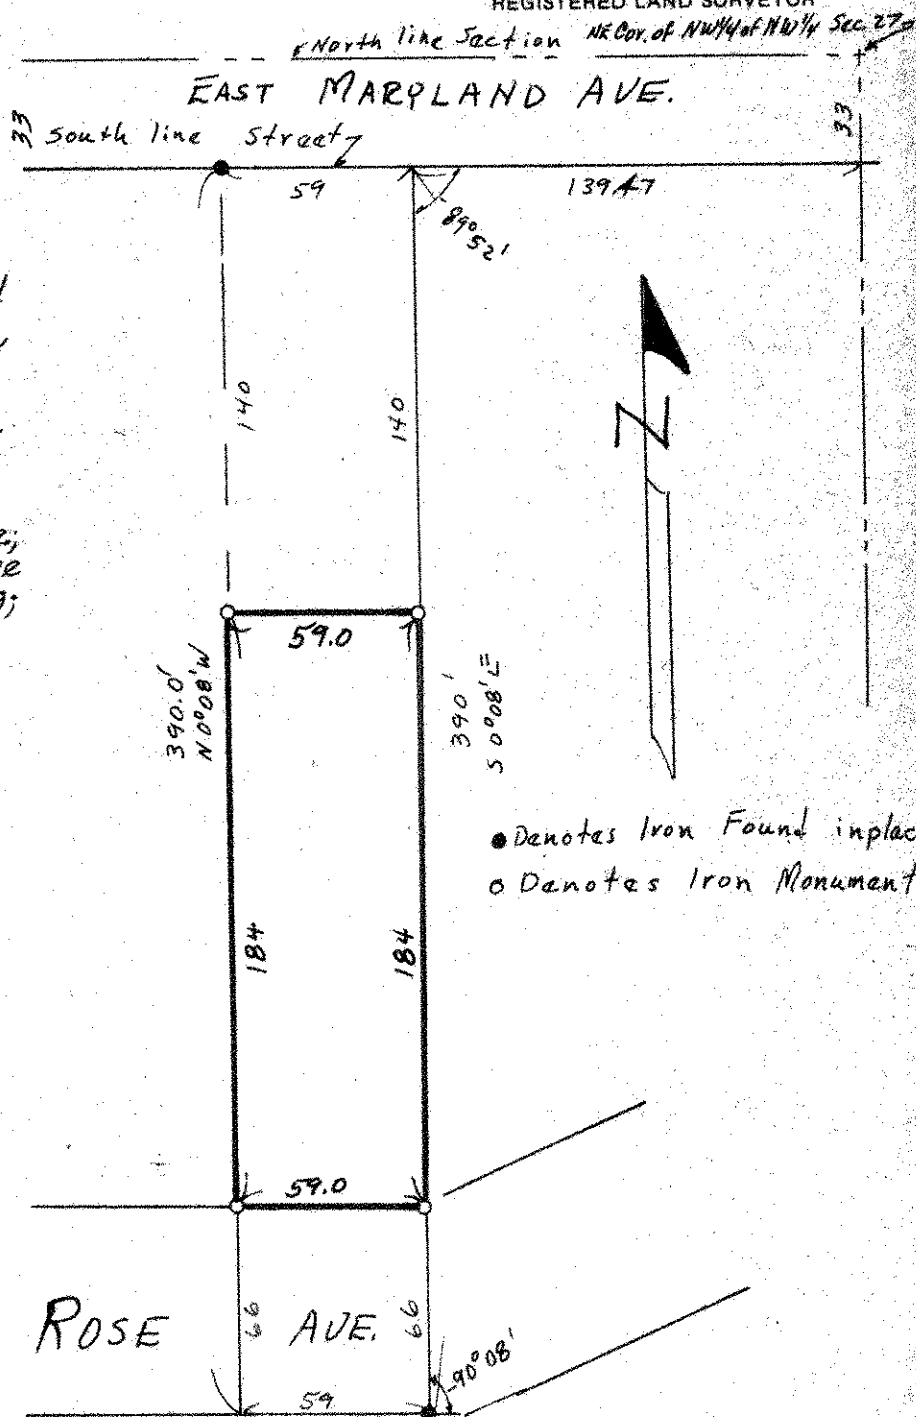 REGISTERED LAND SURVEYOR
North line Section NE Cor. of NW¼ of NW¼ Sec. 27
EAST MARYLAND AVE.
33 South line Street 33
59 139.47
89° 52'
140 140
N
59.0
390.0'
N 0°08' W
390'
S 0°08' E
● Denotes Iron Found inplac
○ Denotes Iron Monument
184 184
59.0
ROSE AVE.
66 66
90° 08'
59